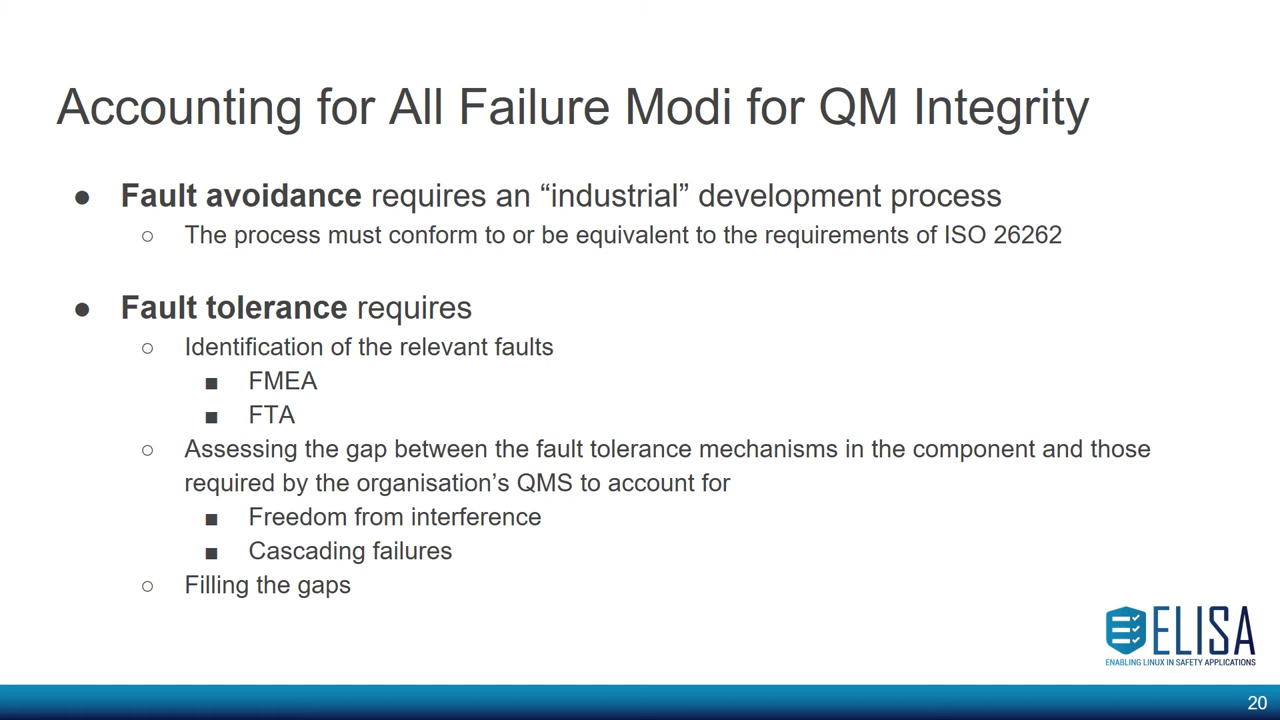 Accounting for All Failure Modi for QM Integrity
● Fault avoidance requires an “industrial” development process
○ The process must conform to or be equivalent to the requirements of ISO 26262
● Fault tolerance requires
○ Identification of the relevant faults
■ FMEA
■ FTA
○ Assessing the gap between the fault tolerance mechanisms in the component and those
required by the organisation’s QMS to account for
■ Freedom from interference
■ Cascading failures
○ Filling the gaps
ELISA
ENABLING LINUX IN SAFETY APPLICATIONS
20